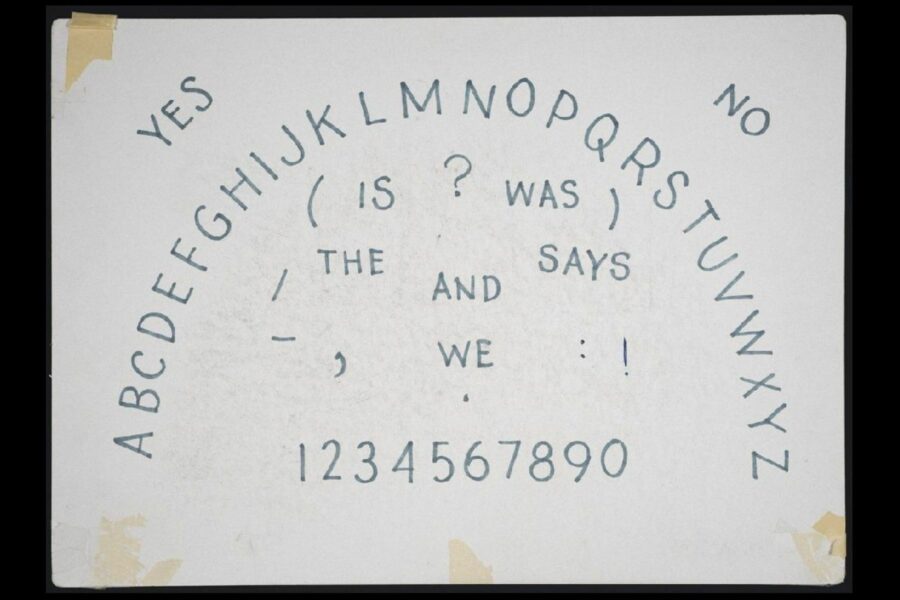 YES NO
ABCDEFGHIJKLMNOPQRSTUVWXYZ
( IS ? WAS )
/ THE AND SAYS
– , WE : !
.
1234567890